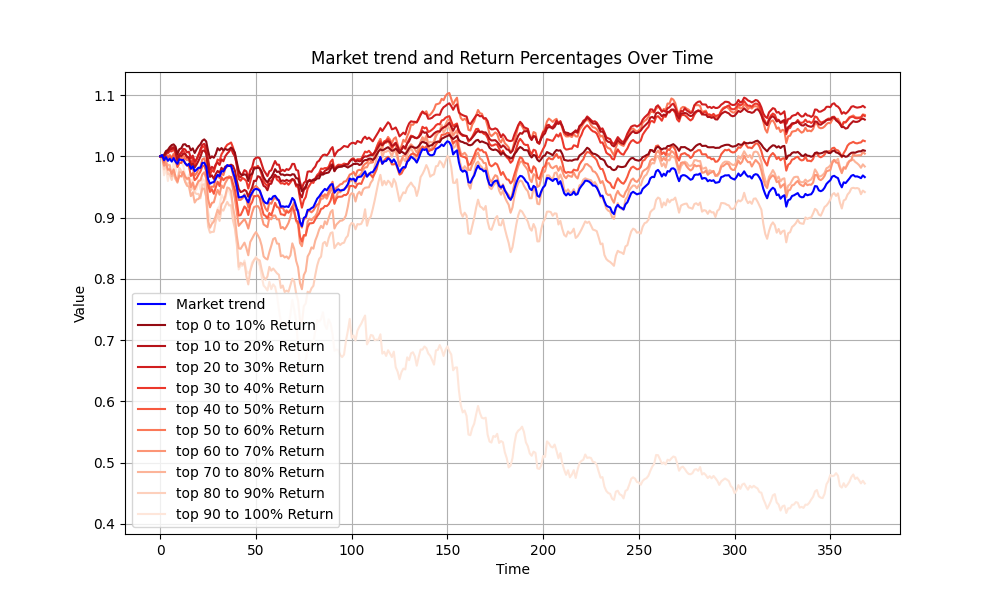 Market trend and Return Percentages Over Time
1.1
1.0
0.9
0.8
0.7
0.6
0.5
0.4
Value
Market trend
top 0 to 10% Return
top 10 to 20% Return
top 20 to 30% Return
top 30 to 40% Return
top 40 to 50% Return
top 50 to 60% Return
top 60 to 70% Return
top 70 to 80% Return
top 80 to 90% Return
top 90 to 100% Return
0 50 100 150 200 250 300 350
Time